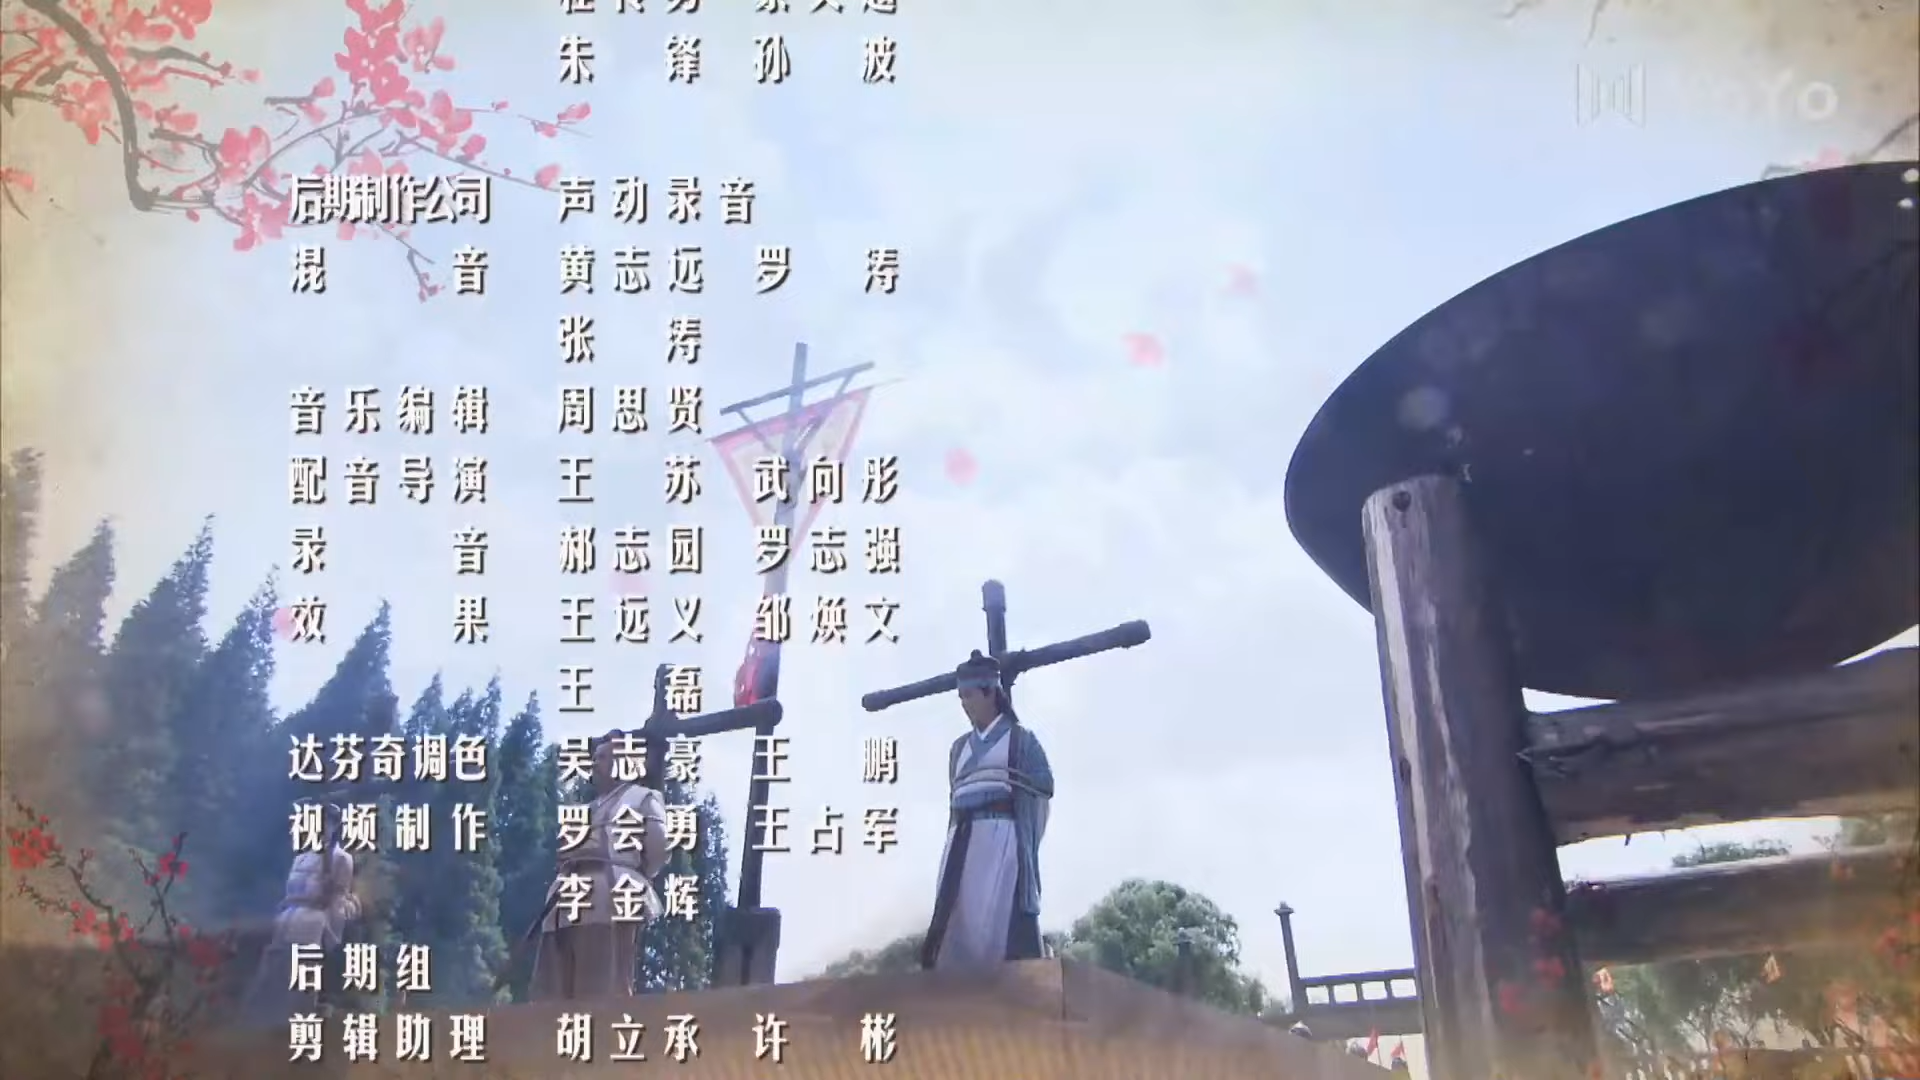 朱锋 孙波
后期制作公司 声动录音
混音 黄志远 罗涛
张涛
音乐编辑 周思贤
配音导演 王苏 武向彤
录音 郝志园 罗志强
效果 王远义 邹焕文
王磊
达芬奇调色 吴志豪 王鹏
视频制作 罗会勇 王占军
李金辉
后期组
剪辑助理 胡立承 许彬